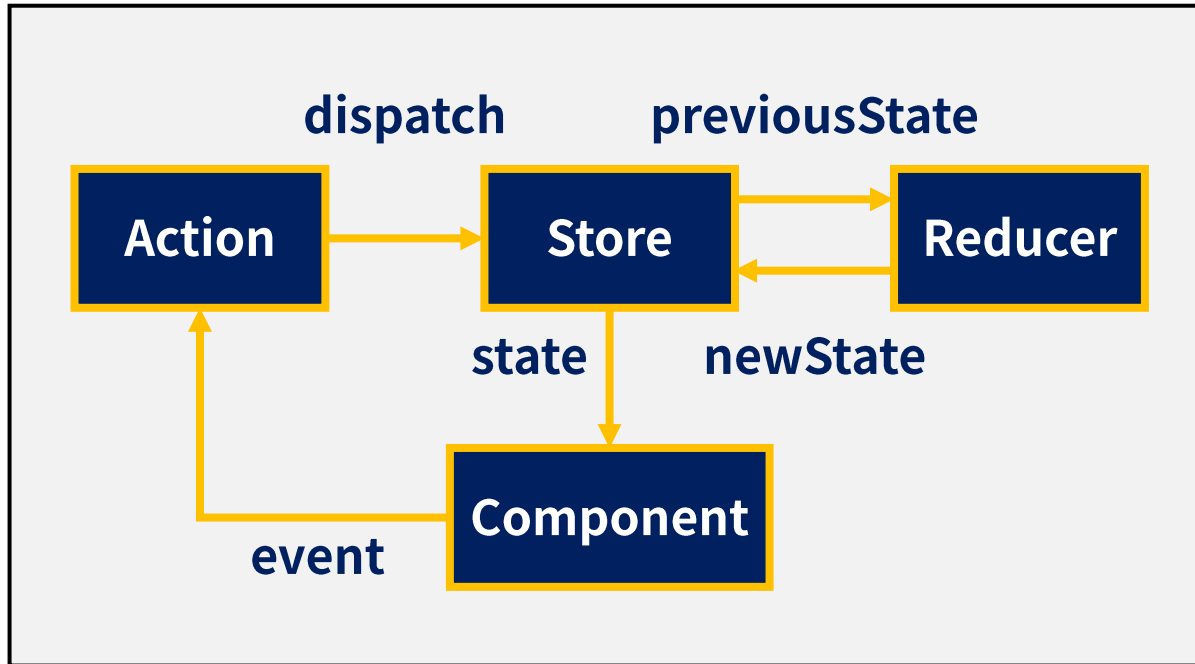 dispatch
previousState
Action
Store
Reducer
state
newState
Component
event